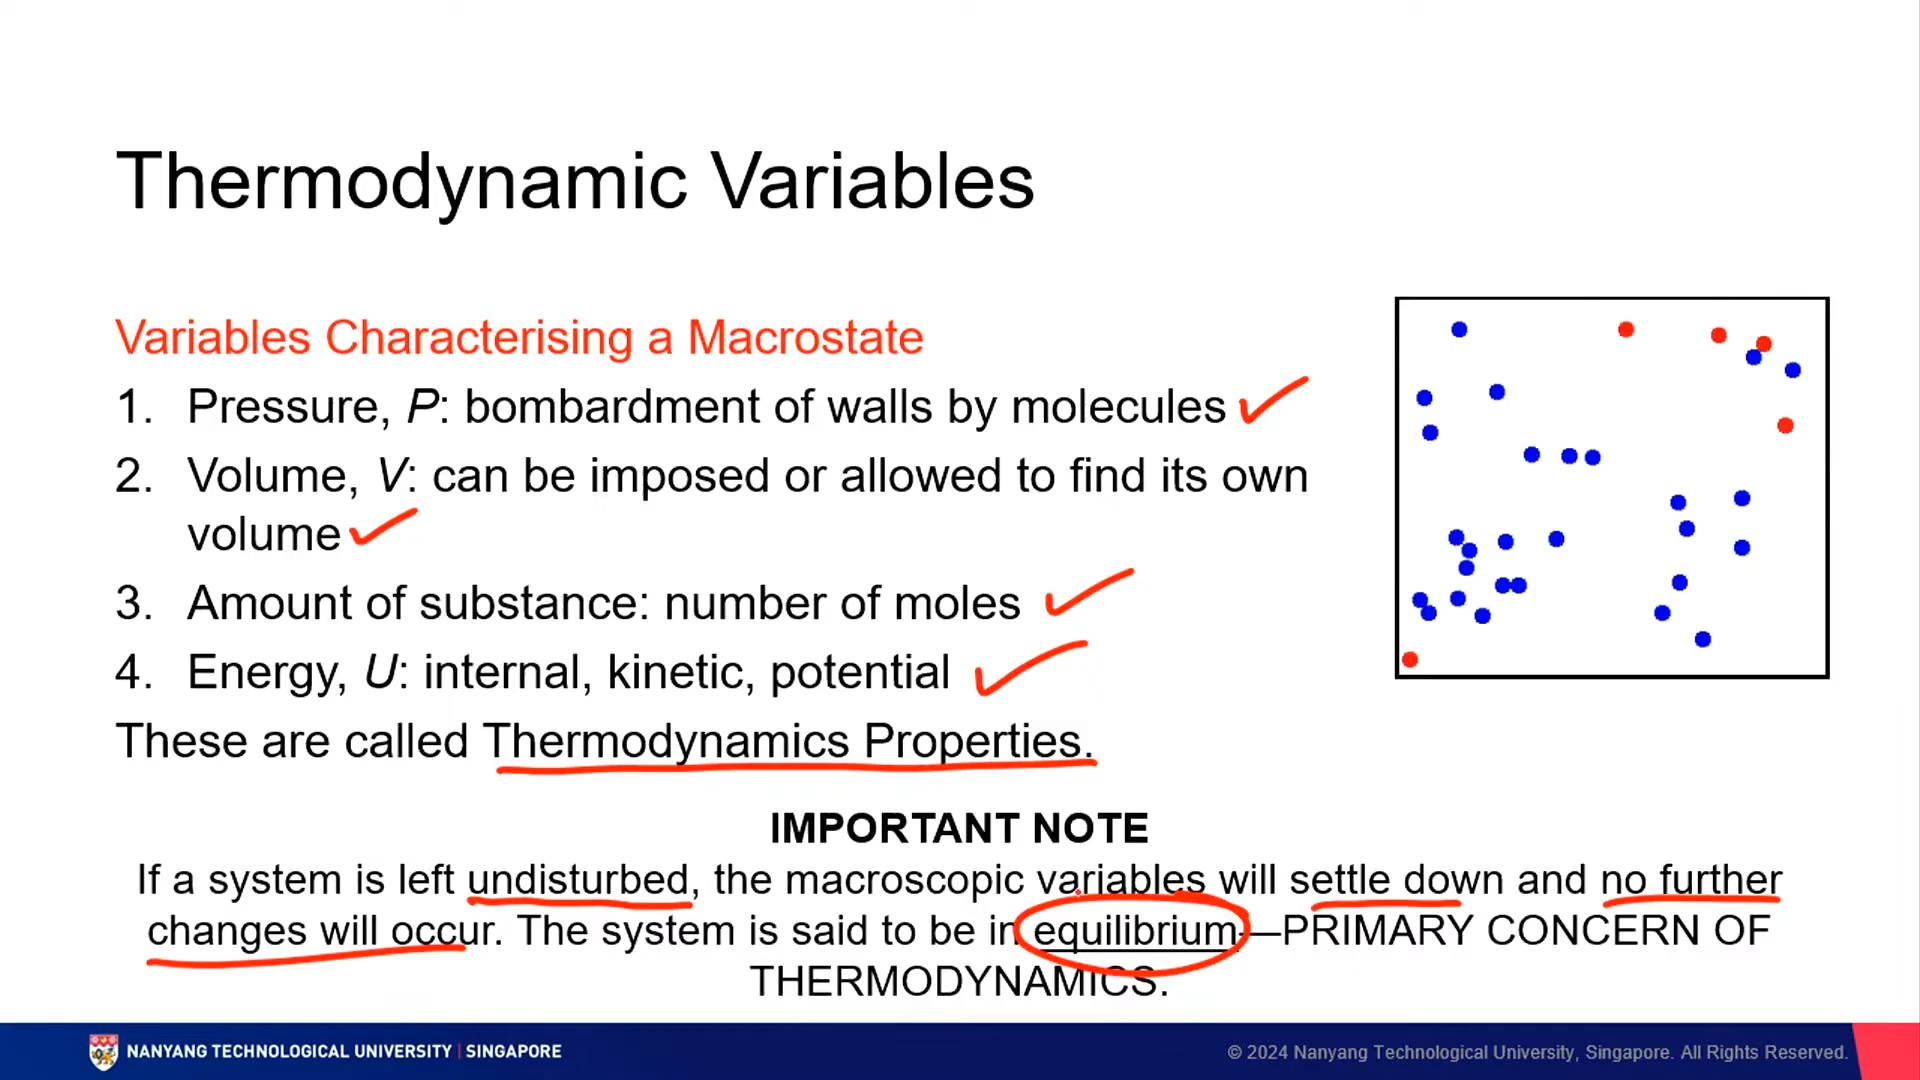 Thermodynamic Variables
Variables Characterising a Macrostate
1. Pressure, P: bombardment of walls by molecules
2. Volume, V: can be imposed or allowed to find its own
volume
3. Amount of substance: number of moles
4. Energy, U: internal, kinetic, potential
These are called Thermodynamics Properties.
IMPORTANT NOTE
If a system is left undisturbed, the macroscopic variables will settle down and no further
changes will occur. The system is said to be in equilibrium—PRIMARY CONCERN OF
THERMODYNAMICS.
NANYANG TECHNOLOGICAL UNIVERSITY | SINGAPORE
© 2024 Nanyang Technological University, Singapore. All Rights Reserved.